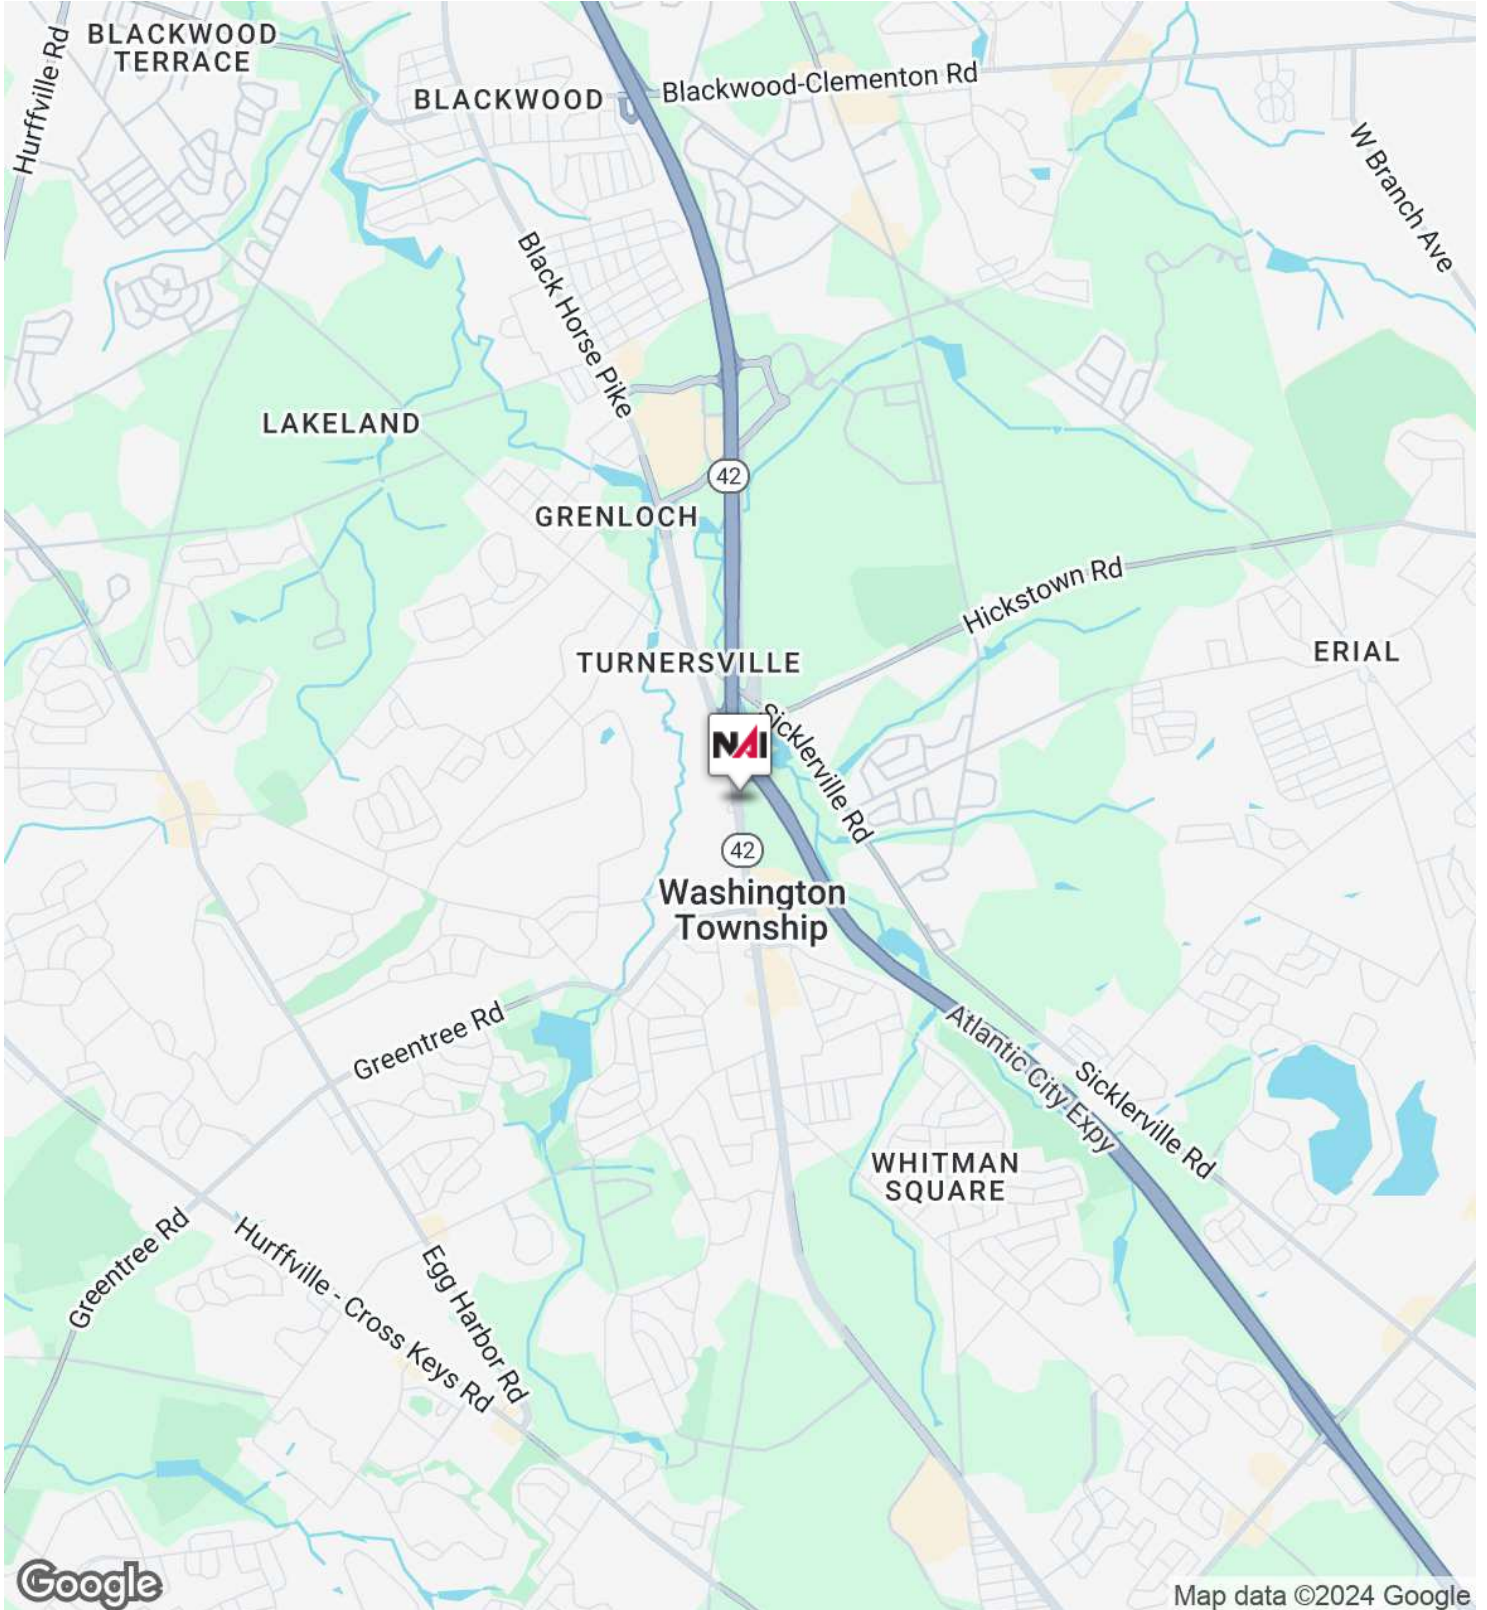 BLACKWOOD
TERRACE
Hurffville Rd
BLACKWOOD
Blackwood-Clementon Rd
W Branch Ave
Black Horse Pike
LAKELAND
42
GRENLOCH
Hickstown Rd
TURNERSVILLE
ERIAL
NAI
Sicklerville Rd
42
Washington
Township
Greentree Rd
Atlantic City Expy
Sicklerville Rd
WHITMAN
SQUARE
Greentree Rd
Hurffville - Cross Keys Rd
Egg Harbor Rd
Google
Map data ©2024 Google